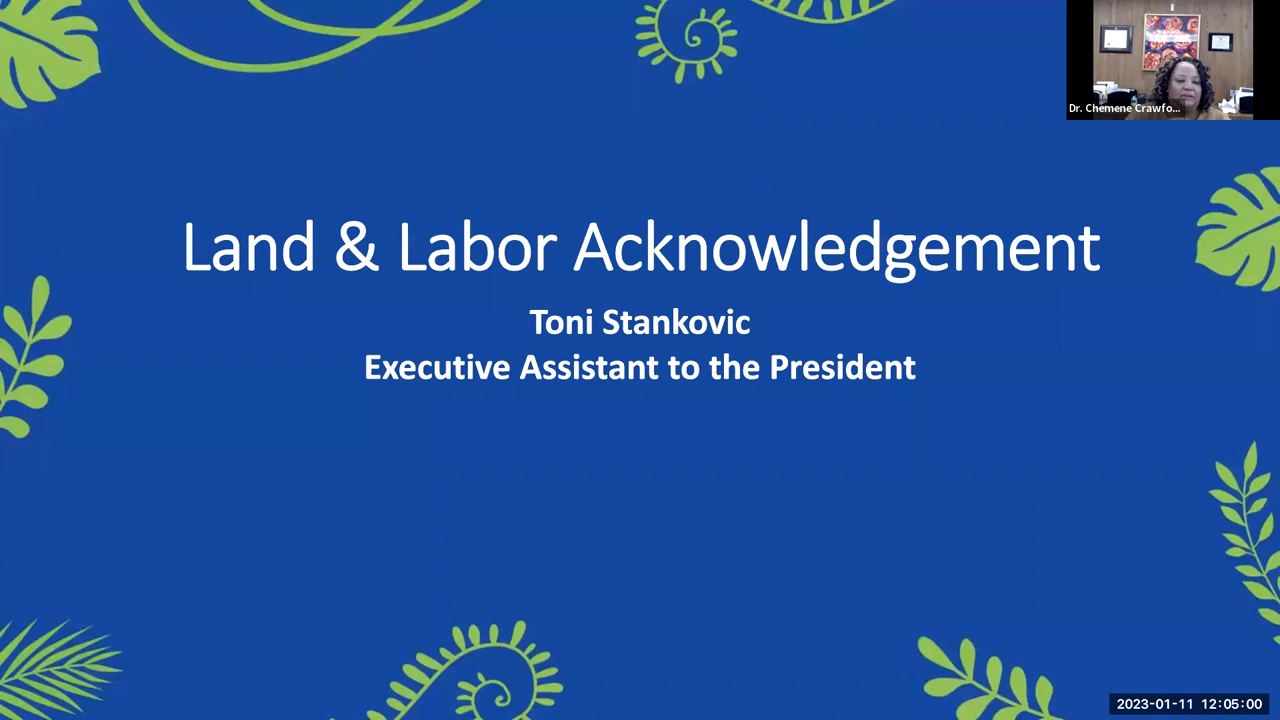 Dr. Chemene Crawfo...
Land & Labor Acknowledgement
Toni Stankovic
Executive Assistant to the President
2023-01-11 12:05:00